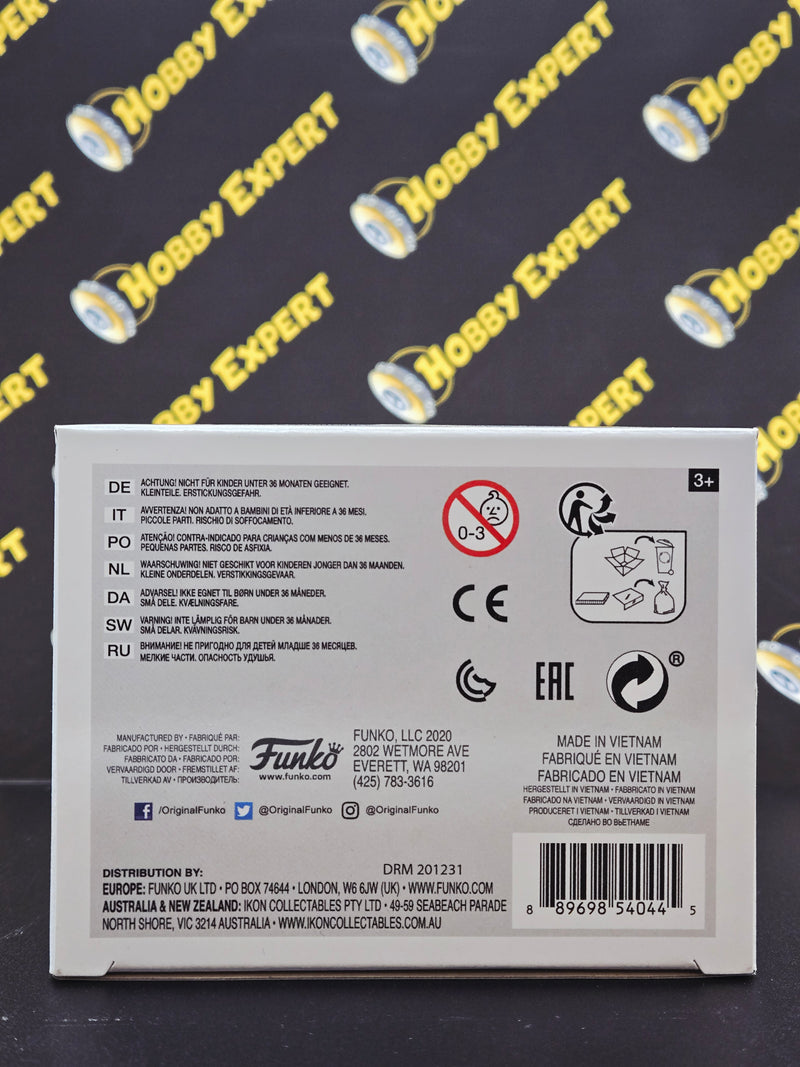 HOBBY EXPERT
HOBBY EXPERT
HOBBY EXPERT
HOBBY EXPERT
HOBBY EXPERT
HOBBY EXPERT
3+
DE ACHTUNG! NICHT FÜR KINDER UNTER 36 MONATEN GEEIGNET.
KLEINTEILE. ERSTICKUNGSGEFAHR.
IT AVVERTENZA! NON ADATTO A BAMBINI DI ETÀ INFERIORE A 36 MESI.
PICCOLE PARTI. RISCHIO DI SOFFOCAMENTO.
PO ATENÇÃO! CONTRA-INDICADO PARA CRIANÇAS COM MENOS DE 36 MESES.
PEQUENAS PARTES. RISCO DE ASFIXIA.
NL WAARSCHUWING! NIET GESCHIKT VOOR KINDEREN JONGER DAN 36 MAANDEN.
KLEINE ONDERDELEN. VERSTIKKINGSGEVAAR.
DA ADVARSEL! IKKE EGNET TIL BØRN UNDER 36 MÅNEDER.
SMÅ DELE. KVÆLNINGSFARE.
SW VARNING! INTE LÄMPLIG FÖR BARN UNDER 36 MÅNADER.
SMÅ DELAR. KVÄVNINGSRISK.
RU ВНИМАНИЕ! НЕ ПРИГОДНО ДЛЯ ДЕТЕЙ МЛАДШЕ 36 МЕСЯЦЕВ.
МЕЛКИЕ ЧАСТИ. ОПАСНОСТЬ УДУШЬЯ.
0-3
CE
EAC
®
MANUFACTURED BY • FABRIQUÉ PAR:
FABRICADO POR • HERGESTELLT DURCH:
FABBRICATO DA • FABRICADO POR:
VERVAARDIGD DOOR • FREMSTILLET AF:
TILLVERKAD AV • ПРОИЗВОДИТЕЛЬ:
Funko
www.funko.com
FUNKO, LLC 2020
2802 WETMORE AVE
EVERETT, WA 98201
(425) 783-3616
/OriginalFunko @OriginalFunko @OriginalFunko
MADE IN VIETNAM
FABRIQUÉ EN VIETNAM
FABRICADO EN VIETNAM
HERGESTELLT IN VIETNAM • FABBRICATO IN VIETNAM
FABRICADO NA VIETNAM • VERVAARDIGD IN VIETNAM
PRODUCERET I VIETNAM • TILLVERKAD I VIETNAM
СДЕЛАНО ВО ВЬЕТНАМЕ
DISTRIBUTION BY: DRM 201231
EUROPE: FUNKO UK LTD • PO BOX 74644 • LONDON, W6 6JW (UK) • WWW.FUNKO.COM
AUSTRALIA & NEW ZEALAND: IKON COLLECTABLES PTY LTD • 49-59 SEABEACH PARADE
NORTH SHORE, VIC 3214 AUSTRALIA • WWW.IKONCOLLECTABLES.COM.AU
8 89698 54044 5